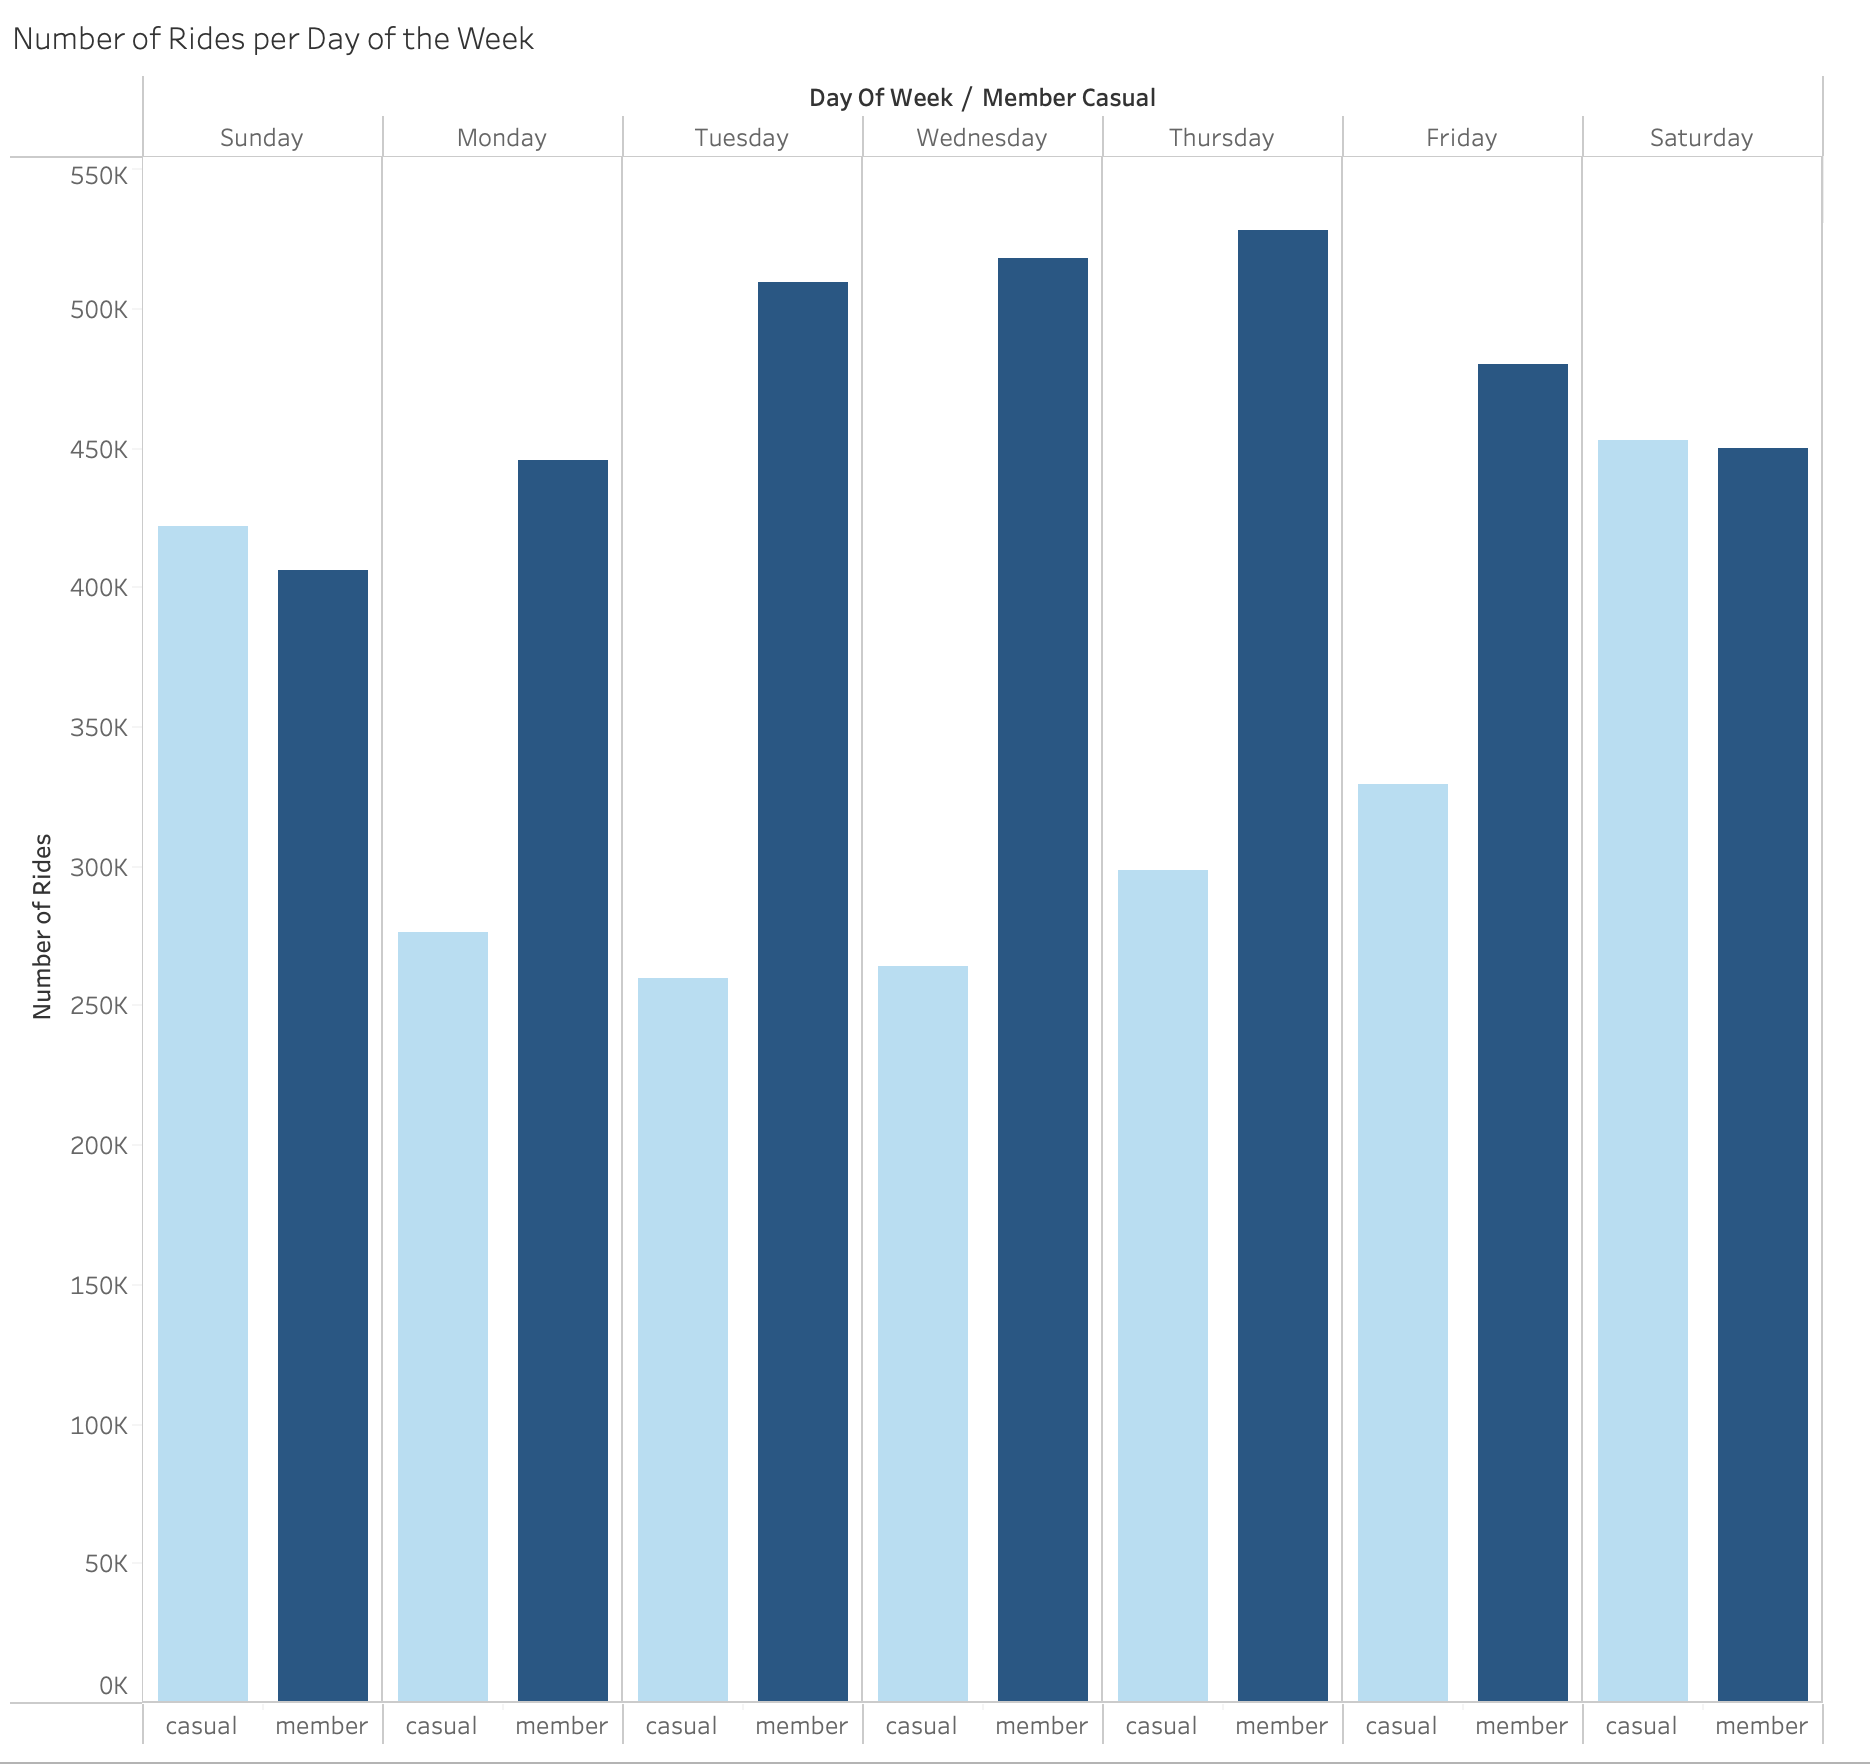 Number of Rides per Day of the Week
Day Of Week / Member Casual
Sunday Monday Tuesday Wednesday Thursday Friday Saturday
550K
500K
450K
400K
350K
300K
250K
200K
150K
100K
50K
0K
Number of Rides
casual member casual member casual member casual member casual member casual member casual member